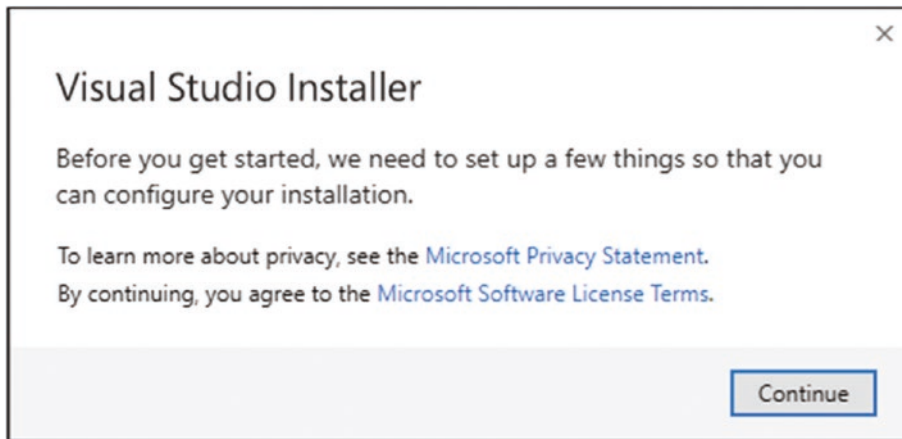 Visual Studio Installer
Before you get started, we need to set up a few things so that you
can configure your installation.
To learn more about privacy, see the Microsoft Privacy Statement.
By continuing, you agree to the Microsoft Software License Terms.
Continue